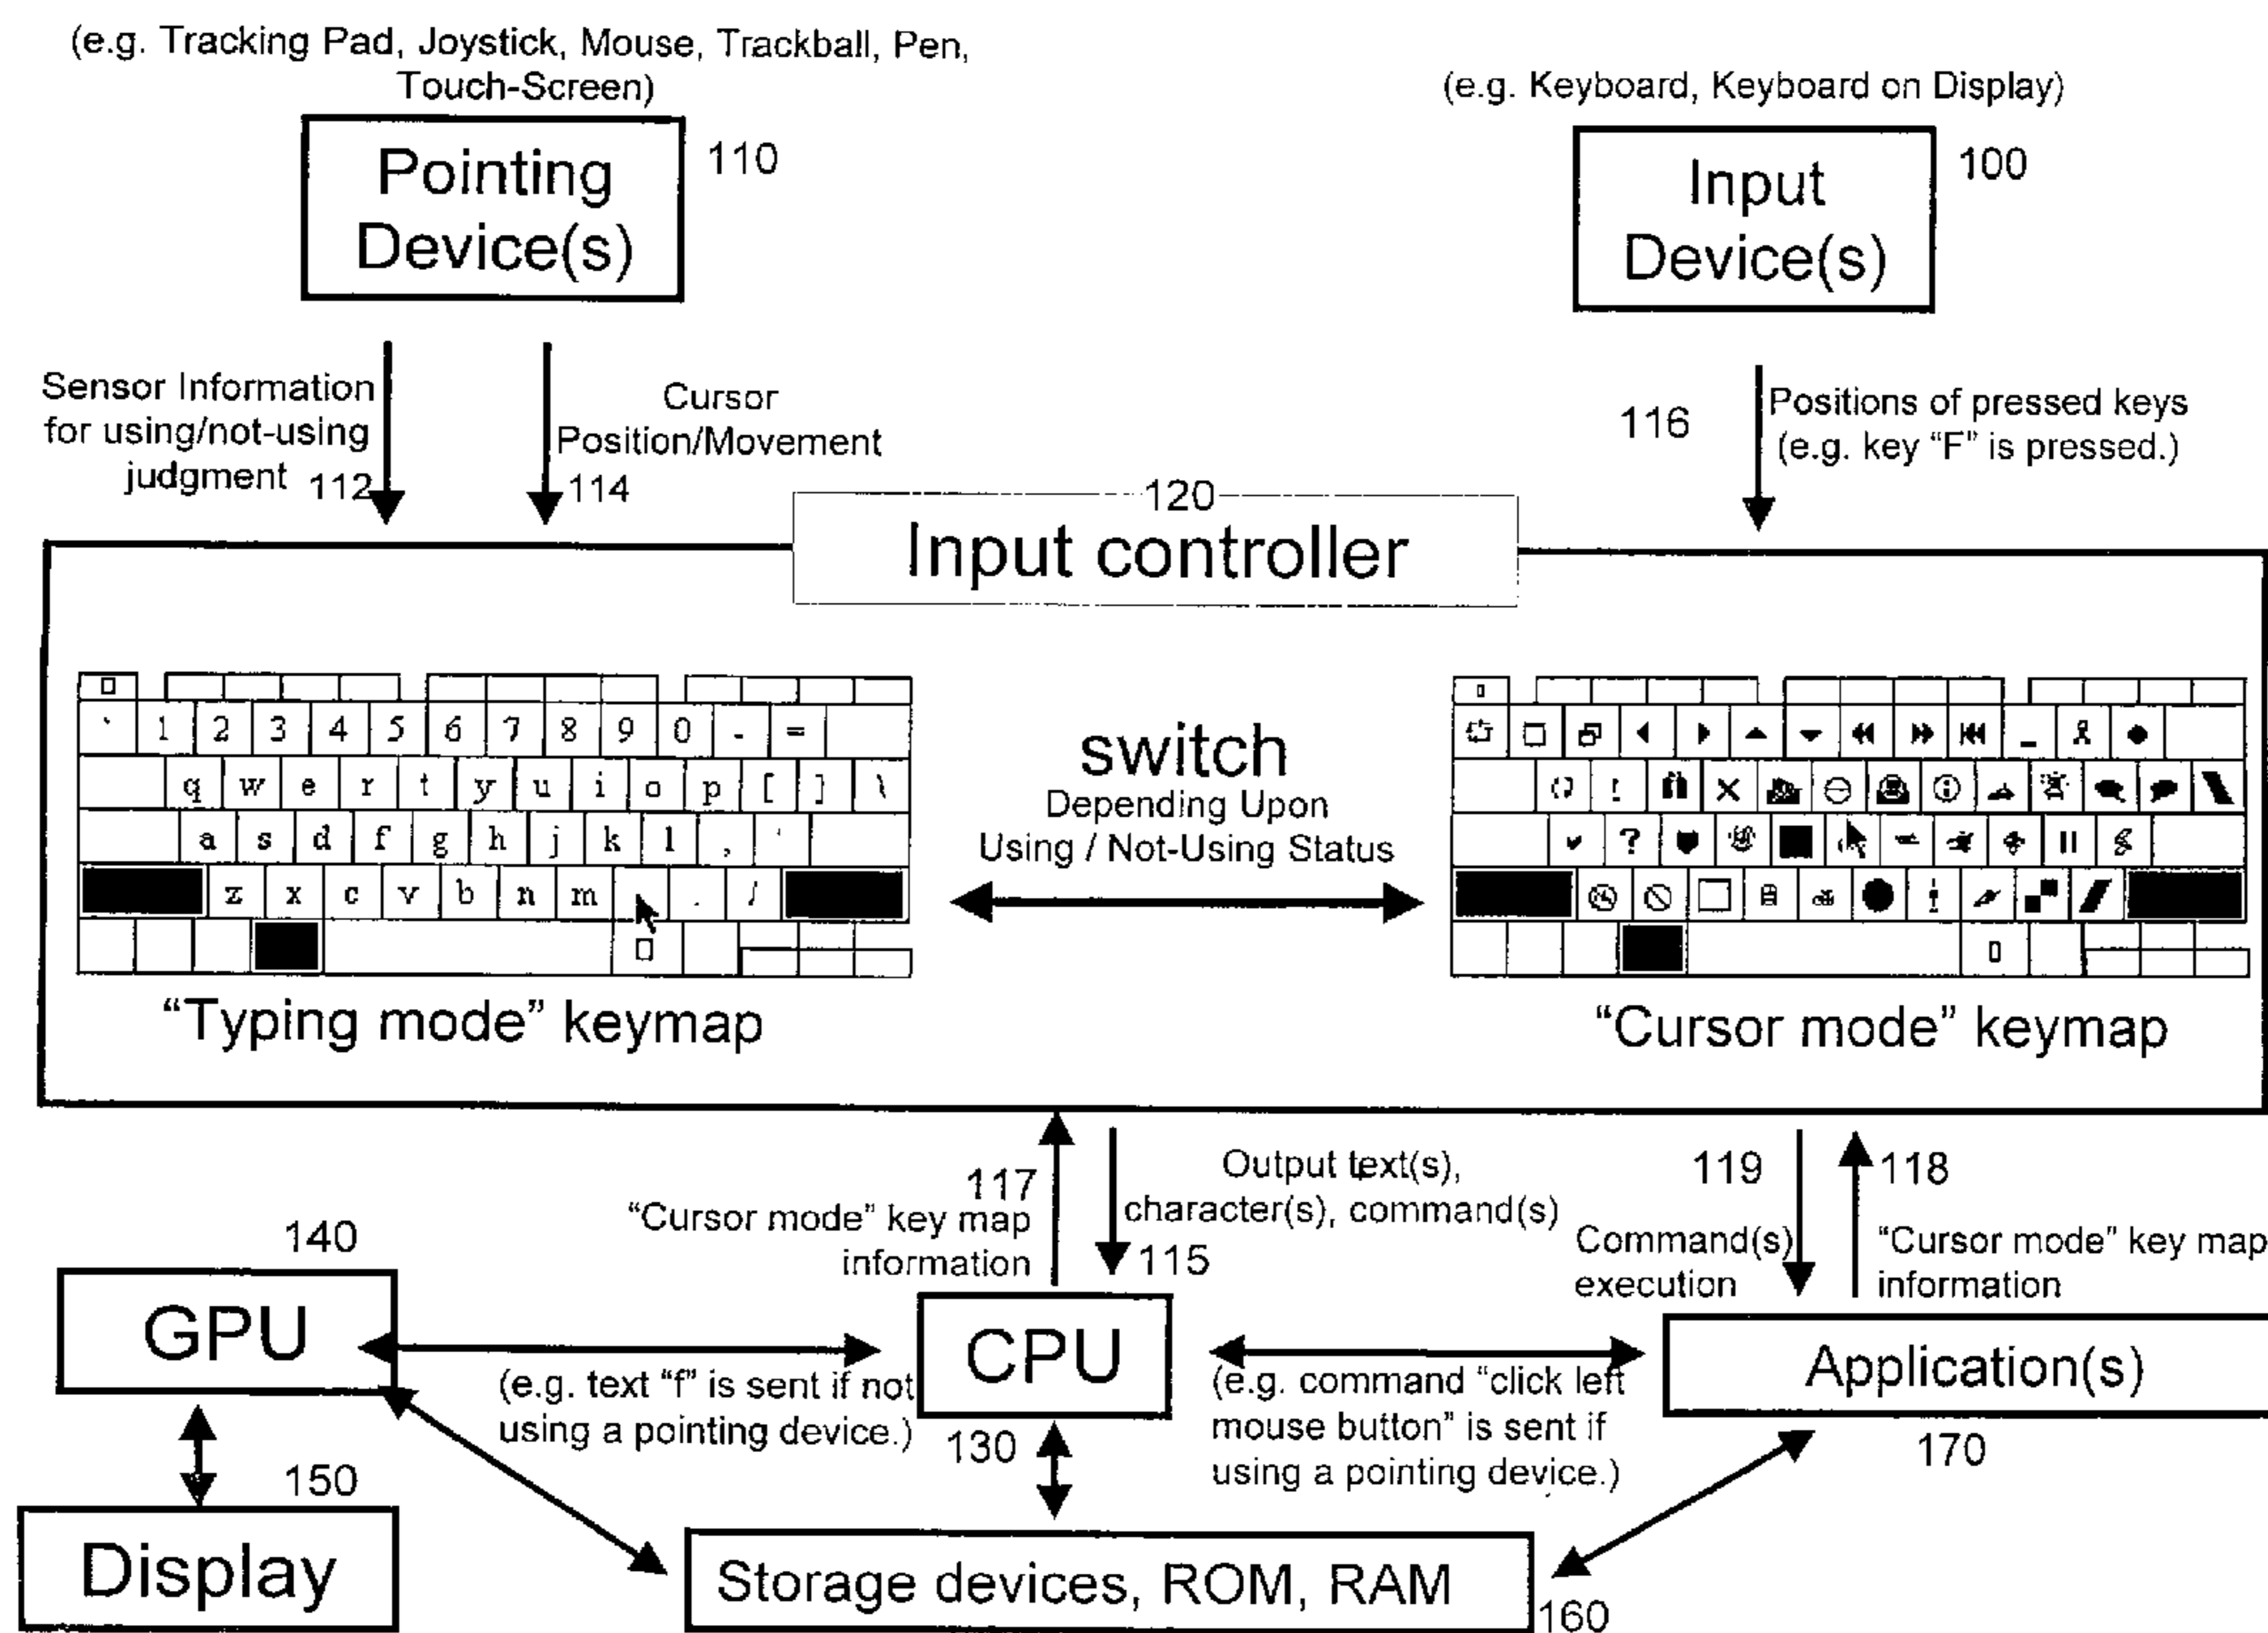 (e.g. Tracking Pad, Joystick, Mouse, Trackball, Pen,
Touch-Screen)
(e.g. Keyboard, Keyboard on Display)
Pointing
Device(s)
110
Input
Device(s)
100
Sensor Information
for using/not-using
judgment 112
Cursor
Position/Movement
114
116
Positions of pressed keys
(e.g. key “F” is pressed.)
120
Input controller
` 1 2 3 4 5 6 7 8 9 0 - =
q w e r t y u i o p [ ] \
a s d f g h j k l , '
z x c v b n m . /
switch
Depending Upon
Using / Not-Using Status
! 
?
“Typing mode” keymap
“Cursor mode” keymap
117
“Cursor mode” key map
information
Output text(s),
character(s), command(s)
115
119
Command(s)
execution
118
“Cursor mode” key map
information
140
GPU
(e.g. text “f” is sent if not
using a pointing device.)
CPU
130
(e.g. command “click left
mouse button” is sent if
using a pointing device.)
Application(s)
170
150
Display
Storage devices, ROM, RAM
160